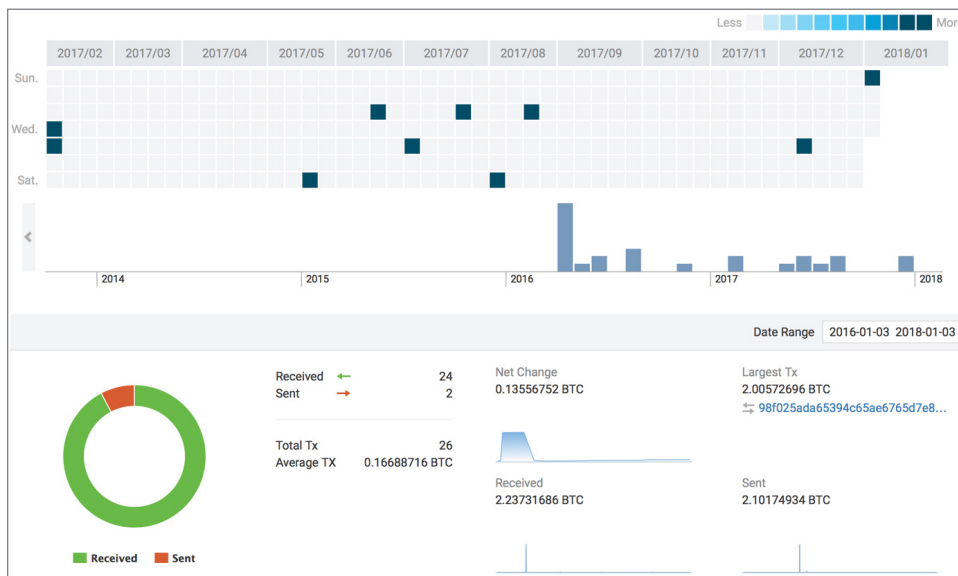 Less More
2017/02 2017/03 2017/04 2017/05 2017/06 2017/07 2017/08 2017/09 2017/10 2017/11 2017/12 2018/01
Sun.
Wed.
Sat.
<
2014 2015 2016 2017 2018
Date Range 2016-01-03 2018-01-03
Received ← 24
Sent → 2
Total Tx 26
Average TX 0.16688716 BTC
Net Change
0.13556752 BTC
Largest Tx
2.00572696 BTC
98f025ada65394c65ae6765d7e8...
Received
2.23731686 BTC
Sent
2.10174934 BTC
Received Sent